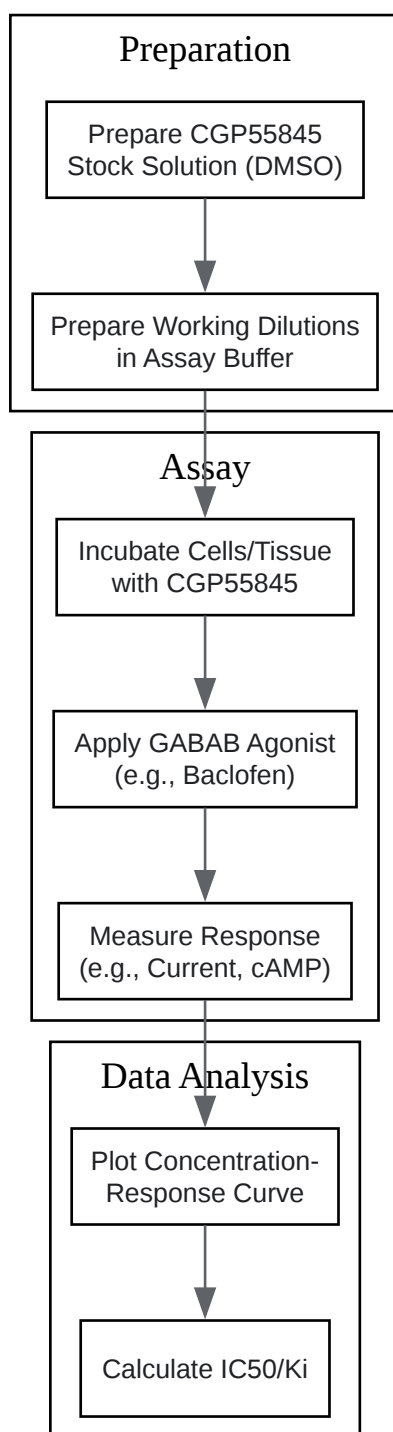 Preparation
Prepare CGP55845
Stock Solution (DMSO)
Prepare Working Dilutions
in Assay Buffer
Assay
Incubate Cells/Tissue
with CGP55845
Apply GABAB Agonist
(e.g., Baclofen)
Measure Response
(e.g., Current, cAMP)
Data Analysis
Plot Concentration-
Response Curve
Calculate IC50/Ki